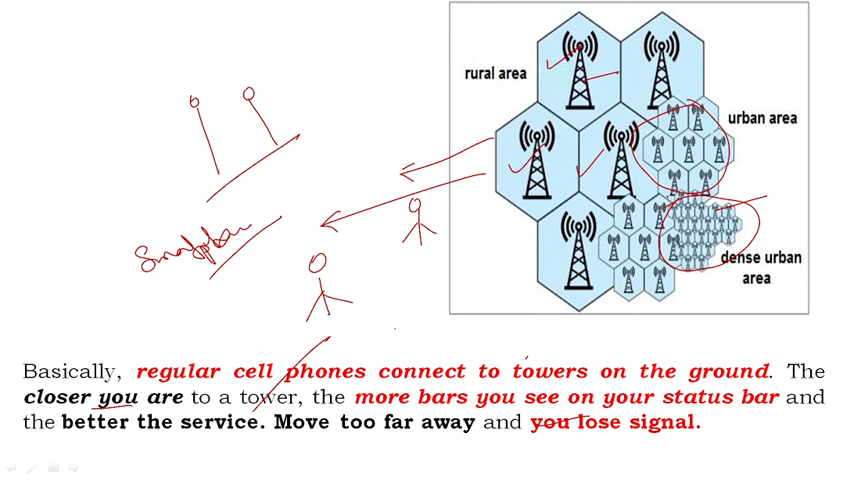 rural area
urban area
dense urban
area
Basically, regular cell phones connect to towers on the ground. The
closer you are to a tower, the more bars you see on your status bar and
the better the service. Move too far away and you lose signal.